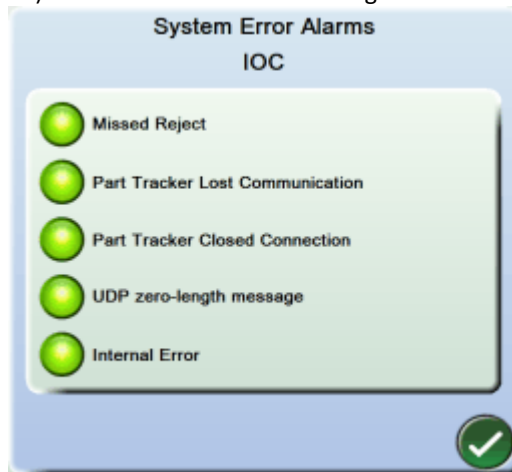 System Error Alarms
IOC
Missed Reject
Part Tracker Lost Communication
Part Tracker Closed Connection
UDP zero-length message
Internal Error